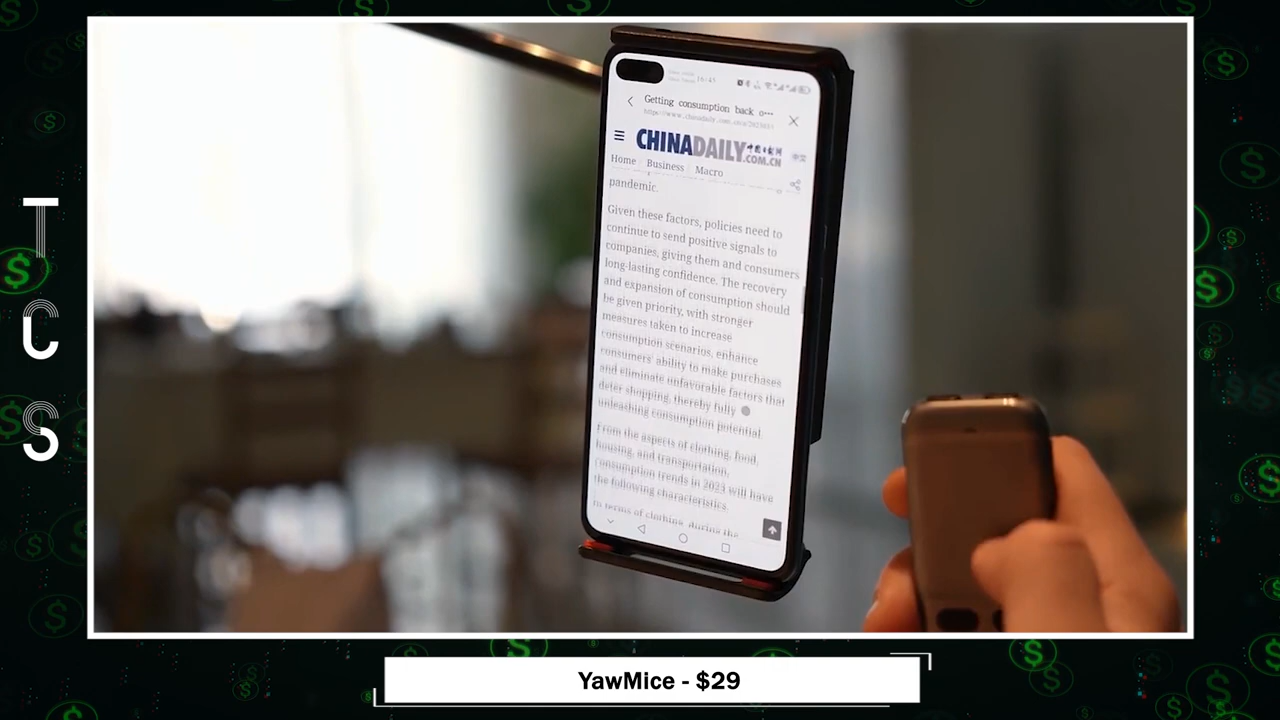 T
C
S
16:45
Getting consumption back o···
CHINADAILY
.COM.CN
Home Business Macro
pandemic.
Given these factors, policies need to
continue to send positive signals to
companies, giving them and consumers
long-lasting confidence. The recovery
and expansion of consumption should
be given priority, with stronger
measures taken to increase
consumption scenarios, enhance
consumers' ability to make purchases
and eliminate unfavorable factors that
deter shopping, thereby fully
unleashing consumption potential.
From the aspects of clothing, food,
housing, and transportation,
consumption trends in 2023 will have
the following characteristics.
In terms of clothing, during the
YawMice - $29